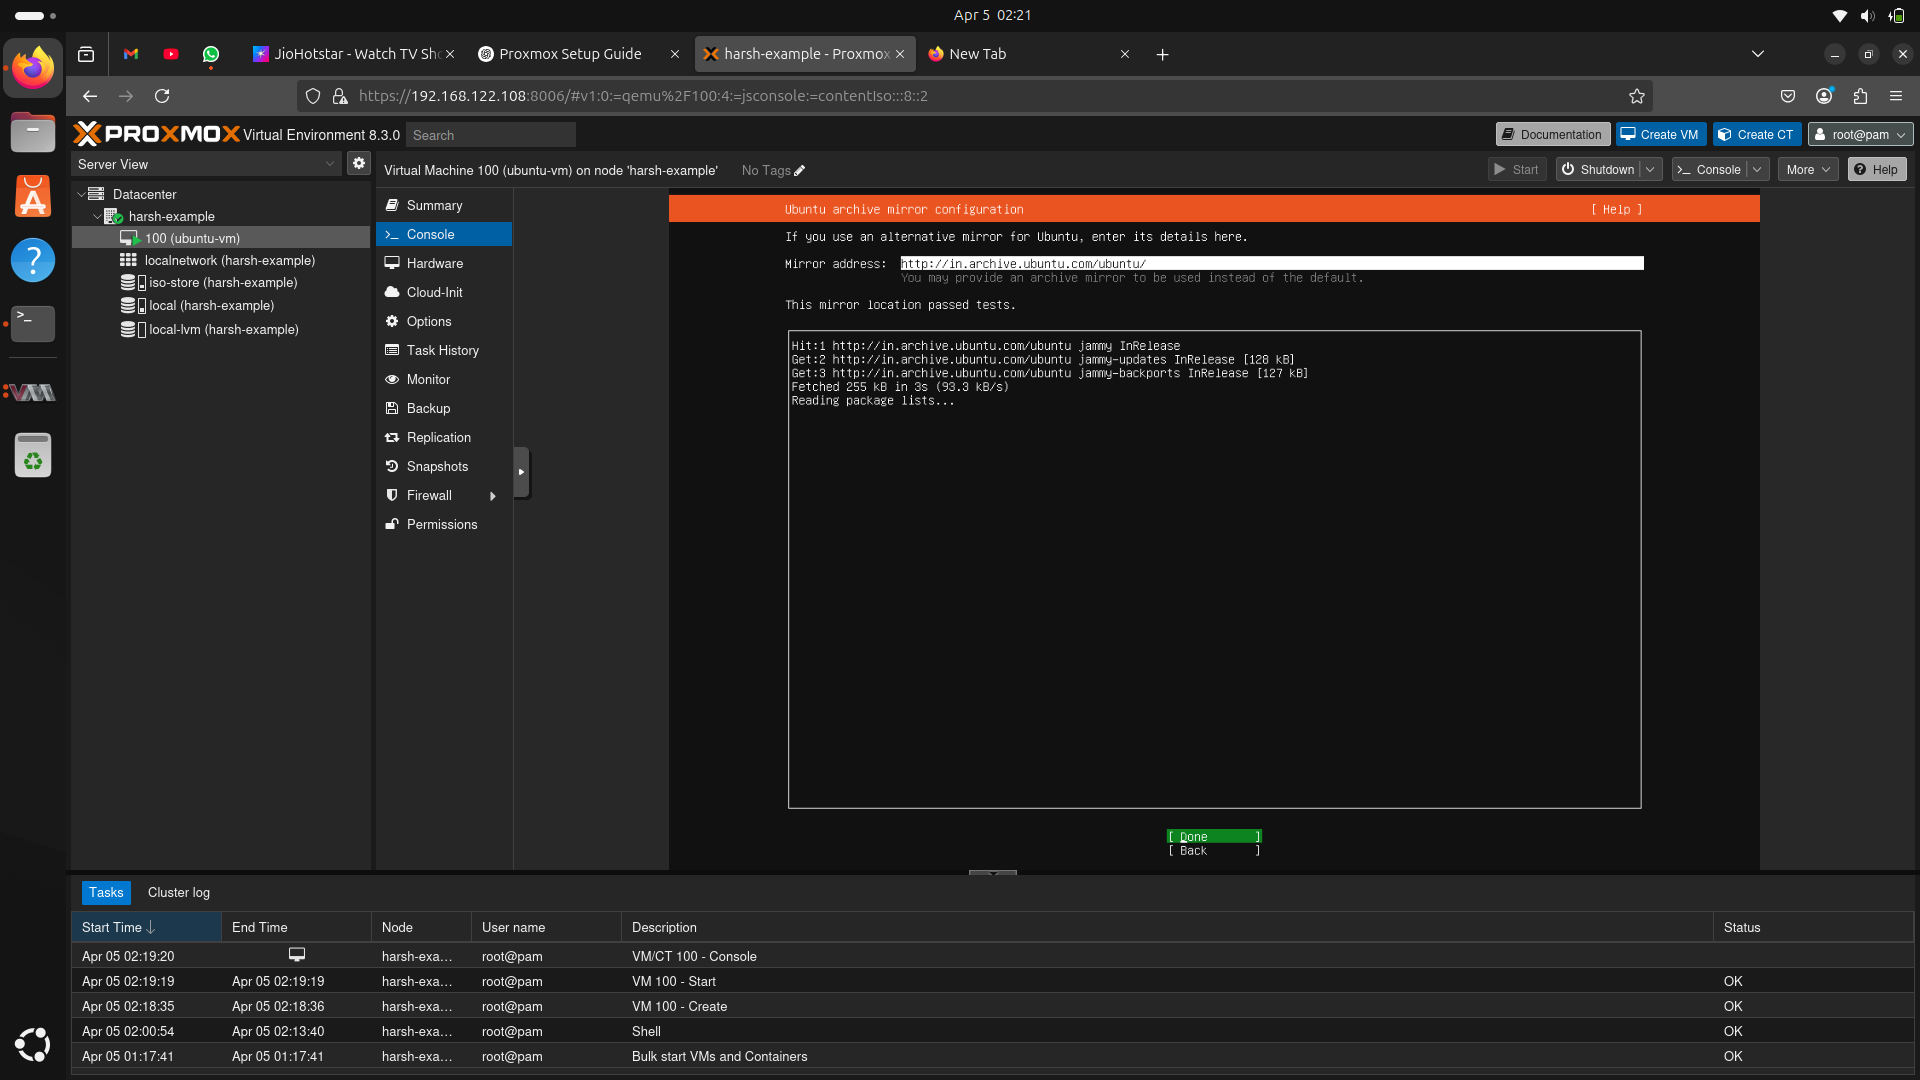 Apr 5 02:21
JioHotstar - Watch TV Sho
Proxmox Setup Guide
harsh-example - Proxmox
New Tab
https://192.168.122.108:8006/#v1:0:=qemu%2F100:4:=jsconsole:=contentIso:::8::2
PROXMOX Virtual Environment 8.3.0
Search
Documentation
Create VM
Create CT
root@pam
Server View
Virtual Machine 100 (ubuntu-vm) on node 'harsh-example'
No Tags
Start
Shutdown
Console
More
Help
Datacenter
harsh-example
100 (ubuntu-vm)
localnetwork (harsh-example)
iso-store (harsh-example)
local (harsh-example)
local-lvm (harsh-example)
Summary
Console
Hardware
Cloud-Init
Options
Task History
Monitor
Backup
Replication
Snapshots
Firewall
Permissions
Ubuntu archive mirror configuration [ Help ]
If you use an alternative mirror for Ubuntu, enter its details here.
Mirror address: http://in.archive.ubuntu.com/ubuntu/
You may provide an archive mirror to be used instead of the default.
This mirror location passed tests.
Hit:1 http://in.archive.ubuntu.com/ubuntu jammy InRelease
Get:2 http://in.archive.ubuntu.com/ubuntu jammy-updates InRelease [128 kB]
Get:3 http://in.archive.ubuntu.com/ubuntu jammy-backports InRelease [127 kB]
Fetched 255 kB in 3s (93.3 kB/s)
Reading package lists...
[ Done ]
[ Back ]
Tasks Cluster log
Start Time End Time Node User name Description Status
Apr 05 02:19:20 harsh-exa... root@pam VM/CT 100 - Console
Apr 05 02:19:19 Apr 05 02:19:19 harsh-exa... root@pam VM 100 - Start OK
Apr 05 02:18:35 Apr 05 02:18:36 harsh-exa... root@pam VM 100 - Create OK
Apr 05 02:00:54 Apr 05 02:13:40 harsh-exa... root@pam Shell OK
Apr 05 01:17:41 Apr 05 01:17:41 harsh-exa... root@pam Bulk start VMs and Containers OK